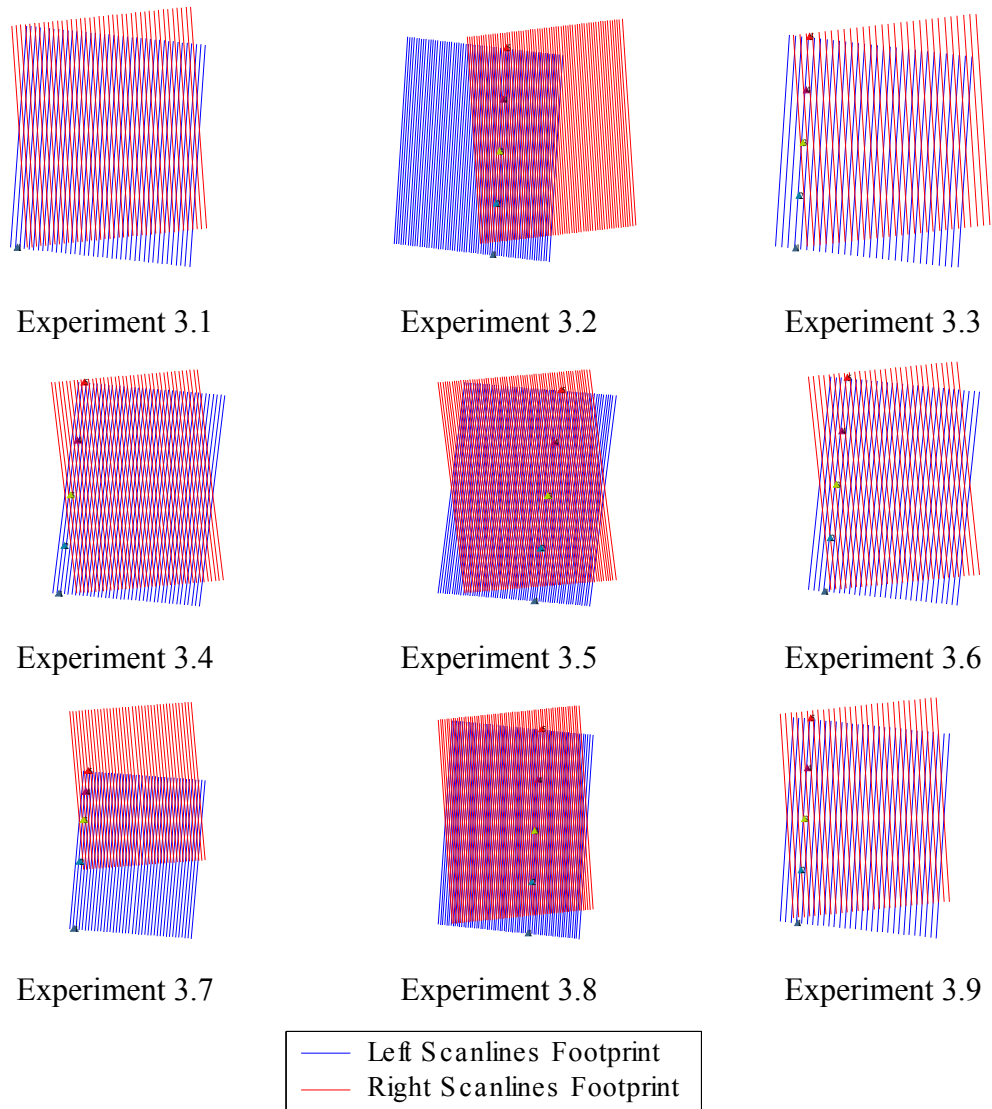 Experiment 3.1
Experiment 3.2
Experiment 3.3
Experiment 3.4
Experiment 3.5
Experiment 3.6
Experiment 3.7
Experiment 3.8
Experiment 3.9
Left Scanlines Footprint
Right Scanlines Footprint